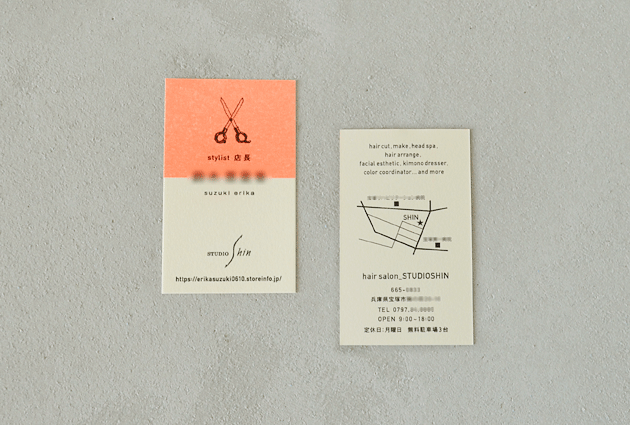 stylist 店長
suzuki erika
STUDIO Shin
https://erikasuzuki0610.storeinfo.jp/
hair cut, make, head spa,
hair arrange,
facial esthetic, kimono dresser,
color coordinator... and more
SHIN
hair salon_STUDIOSHIN
665-
兵庫県宝塚市
TEL 0797.
OPEN 9:00-18:00
定休日:月曜日 無料駐車場3台